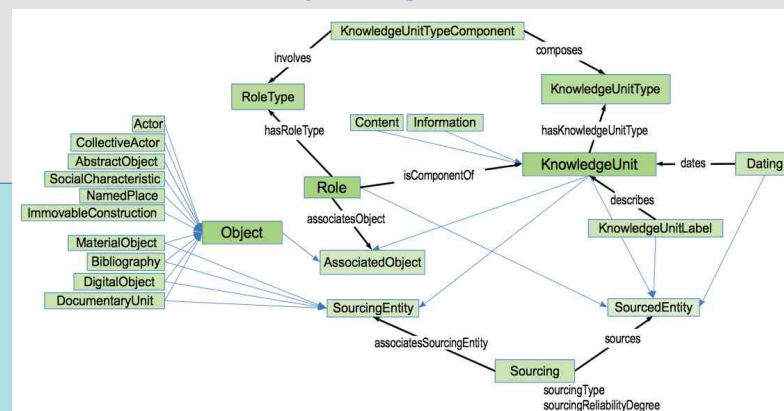 KnowledgeUnitTypeComponent
involves
composes
RoleType
KnowledgeUnitType
Actor
CollectiveActor
AbstractObject
SocialCharacteristic
NamedPlace
ImmovableConstruction
MaterialObject
Bibliography
DigitalObject
DocumentaryUnit
hasRoleType
Content
Information
hasKnowledgeUnitType
Object
Role
isComponentOf
KnowledgeUnit
dates
Dating
associatesObject
describes
KnowledgeUnitLabel
AssociatedObject
SourcingEntity
SourcedEntity
associatesSourcingEntity
sources
Sourcing
sourcingType
sourcingReliabilityDegree